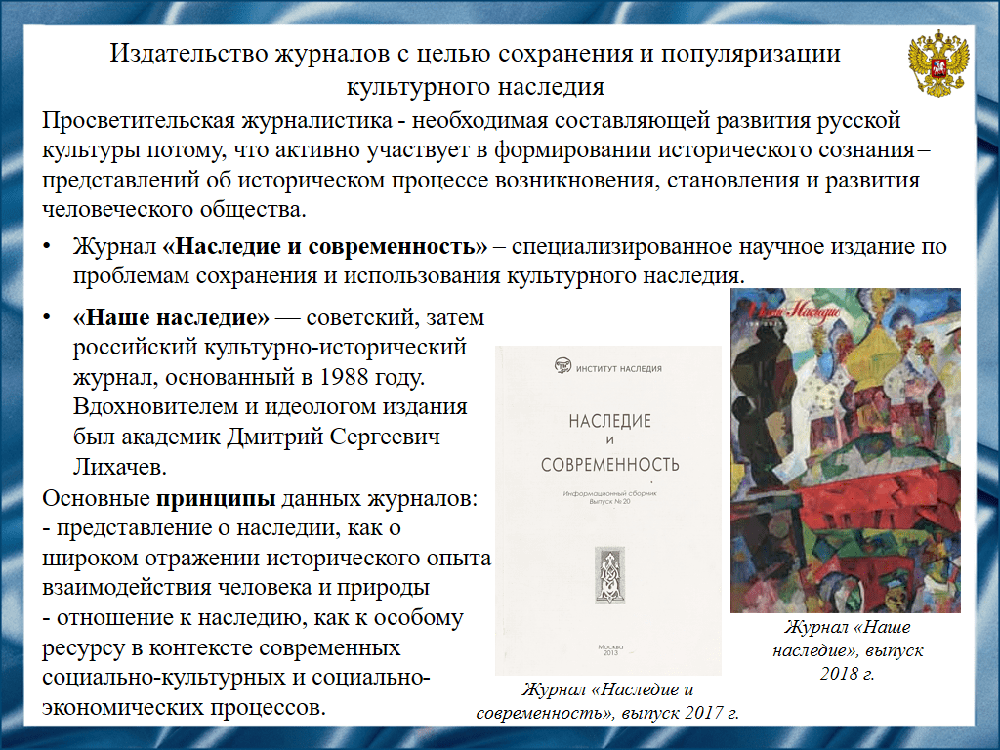 Издательство журналов с целью сохранения и популяризации
культурного наследия
Просветительская журналистика - необходимая составляющей развития русской
культуры потому, что активно участвует в формировании исторического сознания –
представлений об историческом процессе возникновения, становления и развития
человеческого общества.
• Журнал «Наследие и современность» – специализированное научное издание по
проблемам сохранения и использования культурного наследия.
• «Наше наследие» — советский, затем
российский культурно-исторический
журнал, основанный в 1988 году.
Вдохновителем и идеологом издания
был академик Дмитрий Сергеевич
Лихачев.
Основные принципы данных журналов:
- представление о наследии, как о
широком отражении исторического опыта
взаимодействия человека и природы
- отношение к наследию, как к особому
ресурсу в контексте современных
социально-культурных и социально-
экономических процессов.
ИНСТИТУТ НАСЛЕДИЯ
НАСЛЕДИЕ
И
СОВРЕМЕННОСТЬ
Информационный сборник
Выпуск № 20
Москва
2013
Журнал «Наследие и
современность», выпуск 2017 г.
Наше Наследие
Журнал «Наше
наследие», выпуск
2018 г.